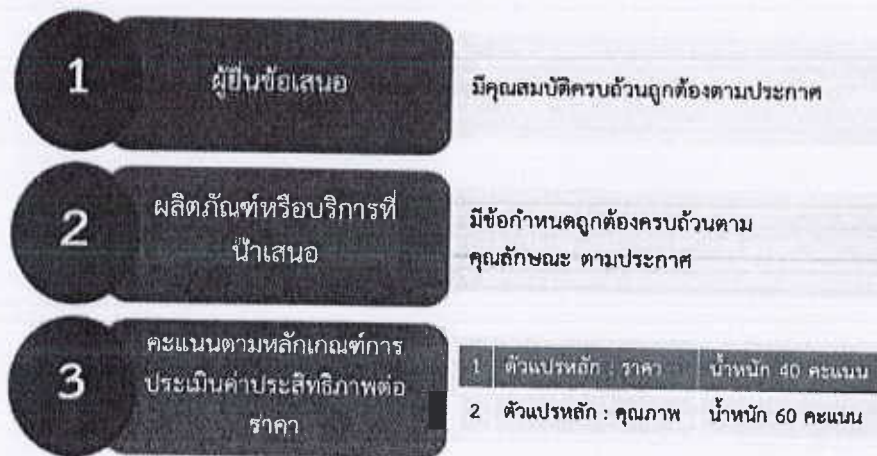 1
ผู้ยื่นข้อเสนอ
มีคุณสมบัติครบถ้วนถูกต้องตามประกาศ
2
ผลิตภัณฑ์หรือบริการที่
นำเสนอ
มีข้อกำหนดถูกต้องครบถ้วนตาม
คุณลักษณะ ตามประกาศ
3
คะแนนตามหลักเกณฑ์การ
ประเมินค่าประสิทธิภาพต่อ
ราคา
1 ตัวแปรหลัก : ราคา น้ำหนัก 40 คะแนน
2 ตัวแปรหลัก : คุณภาพ น้ำหนัก 60 คะแนน